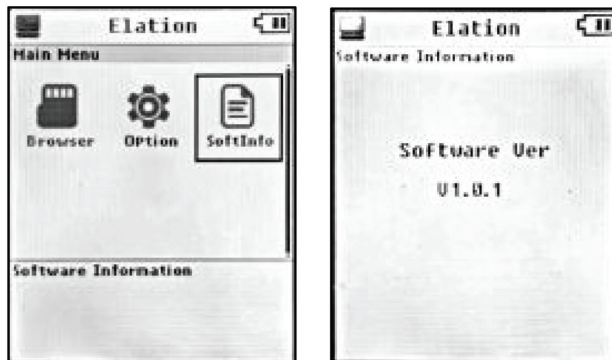 Elation
Main Menu
Browser
OPtion
SoftInfo
Software Information
Elation
Software Information
Software Ver
V1.0.1